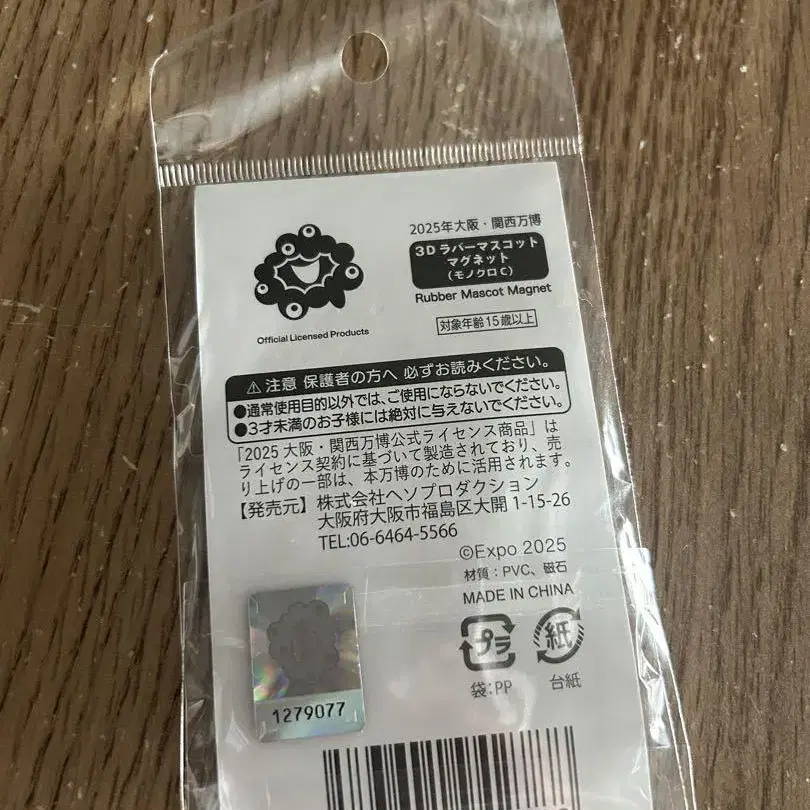 2025年大阪・関西万博
3Dラバーマスコット
マグネット
(モノクロC)
Rubber Mascot Magnet
対象年齢15歳以上
Official Licensed Products
⚠注意 保護者の方へ 必ずお読みください。
●通常使用目的以外では、ご使用にならないでください。
●3才未満のお子様には絶対に与えないでください。
「2025 大阪・関西万博公式ライセンス商品」は
ライセンス契約に基づいて製造されており、売
り上げの一部は、本万博のために活用されます。
【発売元】株式会社ヘソプロダクション
大阪府大阪市福島区大開 1-15-26
TEL:06-6464-5566
©Expo 2025
材質:PVC、磁石
MADE IN CHINA
プラ
紙
袋:PP
台紙
1279077